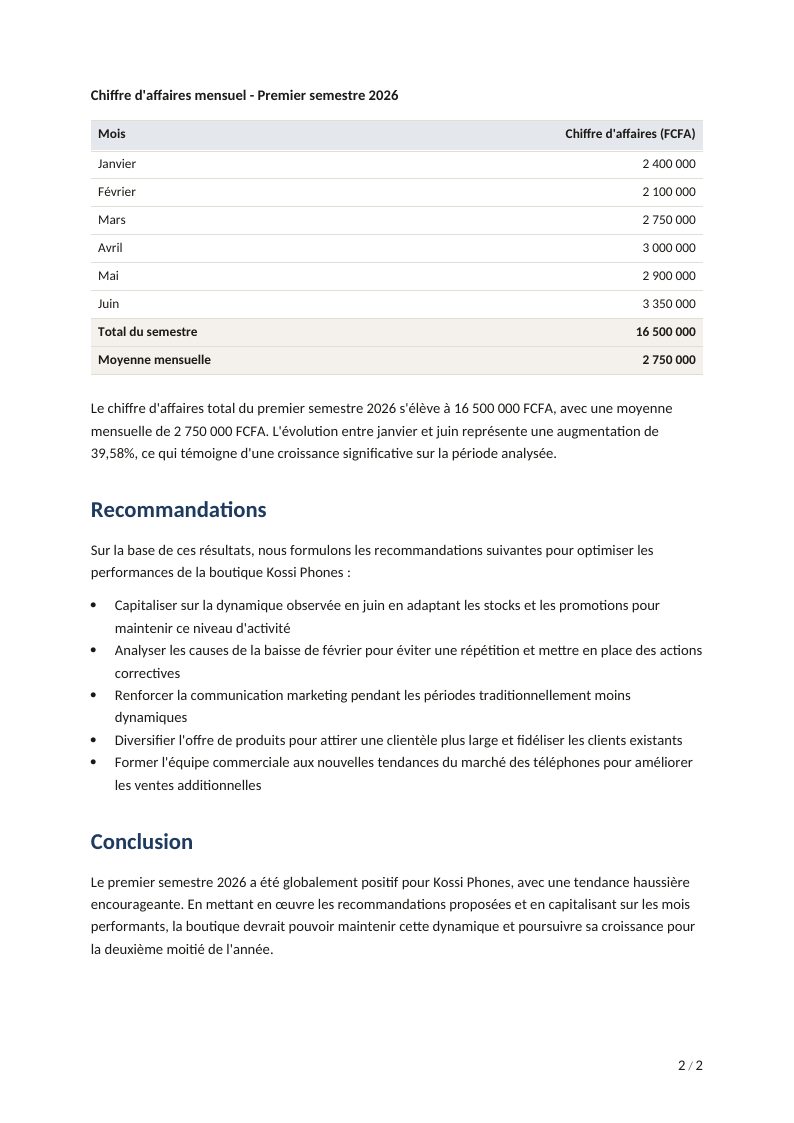 Chiffre d'affaires mensuel - Premier semestre 2026
Mois Chiffre d'affaires (FCFA)
Janvier 2 400 000
Février 2 100 000
Mars 2 750 000
Avril 3 000 000
Mai 2 900 000
Juin 3 350 000
Total du semestre 16 500 000
Moyenne mensuelle 2 750 000
Le chiffre d'affaires total du premier semestre 2026 s'élève à 16 500 000 FCFA, avec une moyenne
mensuelle de 2 750 000 FCFA. L'évolution entre janvier et juin représente une augmentation de
39,58%, ce qui témoigne d'une croissance significative sur la période analysée.
Recommandations
Sur la base de ces résultats, nous formulons les recommandations suivantes pour optimiser les
performances de la boutique Kossi Phones :
• Capitaliser sur la dynamique observée en juin en adaptant les stocks et les promotions pour
maintenir ce niveau d'activité
• Analyser les causes de la baisse de février pour éviter une répétition et mettre en place des actions
correctives
• Renforcer la communication marketing pendant les périodes traditionnellement moins
dynamiques
• Diversifier l'offre de produits pour attirer une clientèle plus large et fidéliser les clients existants
• Former l'équipe commerciale aux nouvelles tendances du marché des téléphones pour améliorer
les ventes additionnelles
Conclusion
Le premier semestre 2026 a été globalement positif pour Kossi Phones, avec une tendance haussière
encourageante. En mettant en œuvre les recommandations proposées et en capitalisant sur les mois
performants, la boutique devrait pouvoir maintenir cette dynamique et poursuivre sa croissance pour
la deuxième moitié de l'année.
2 / 2